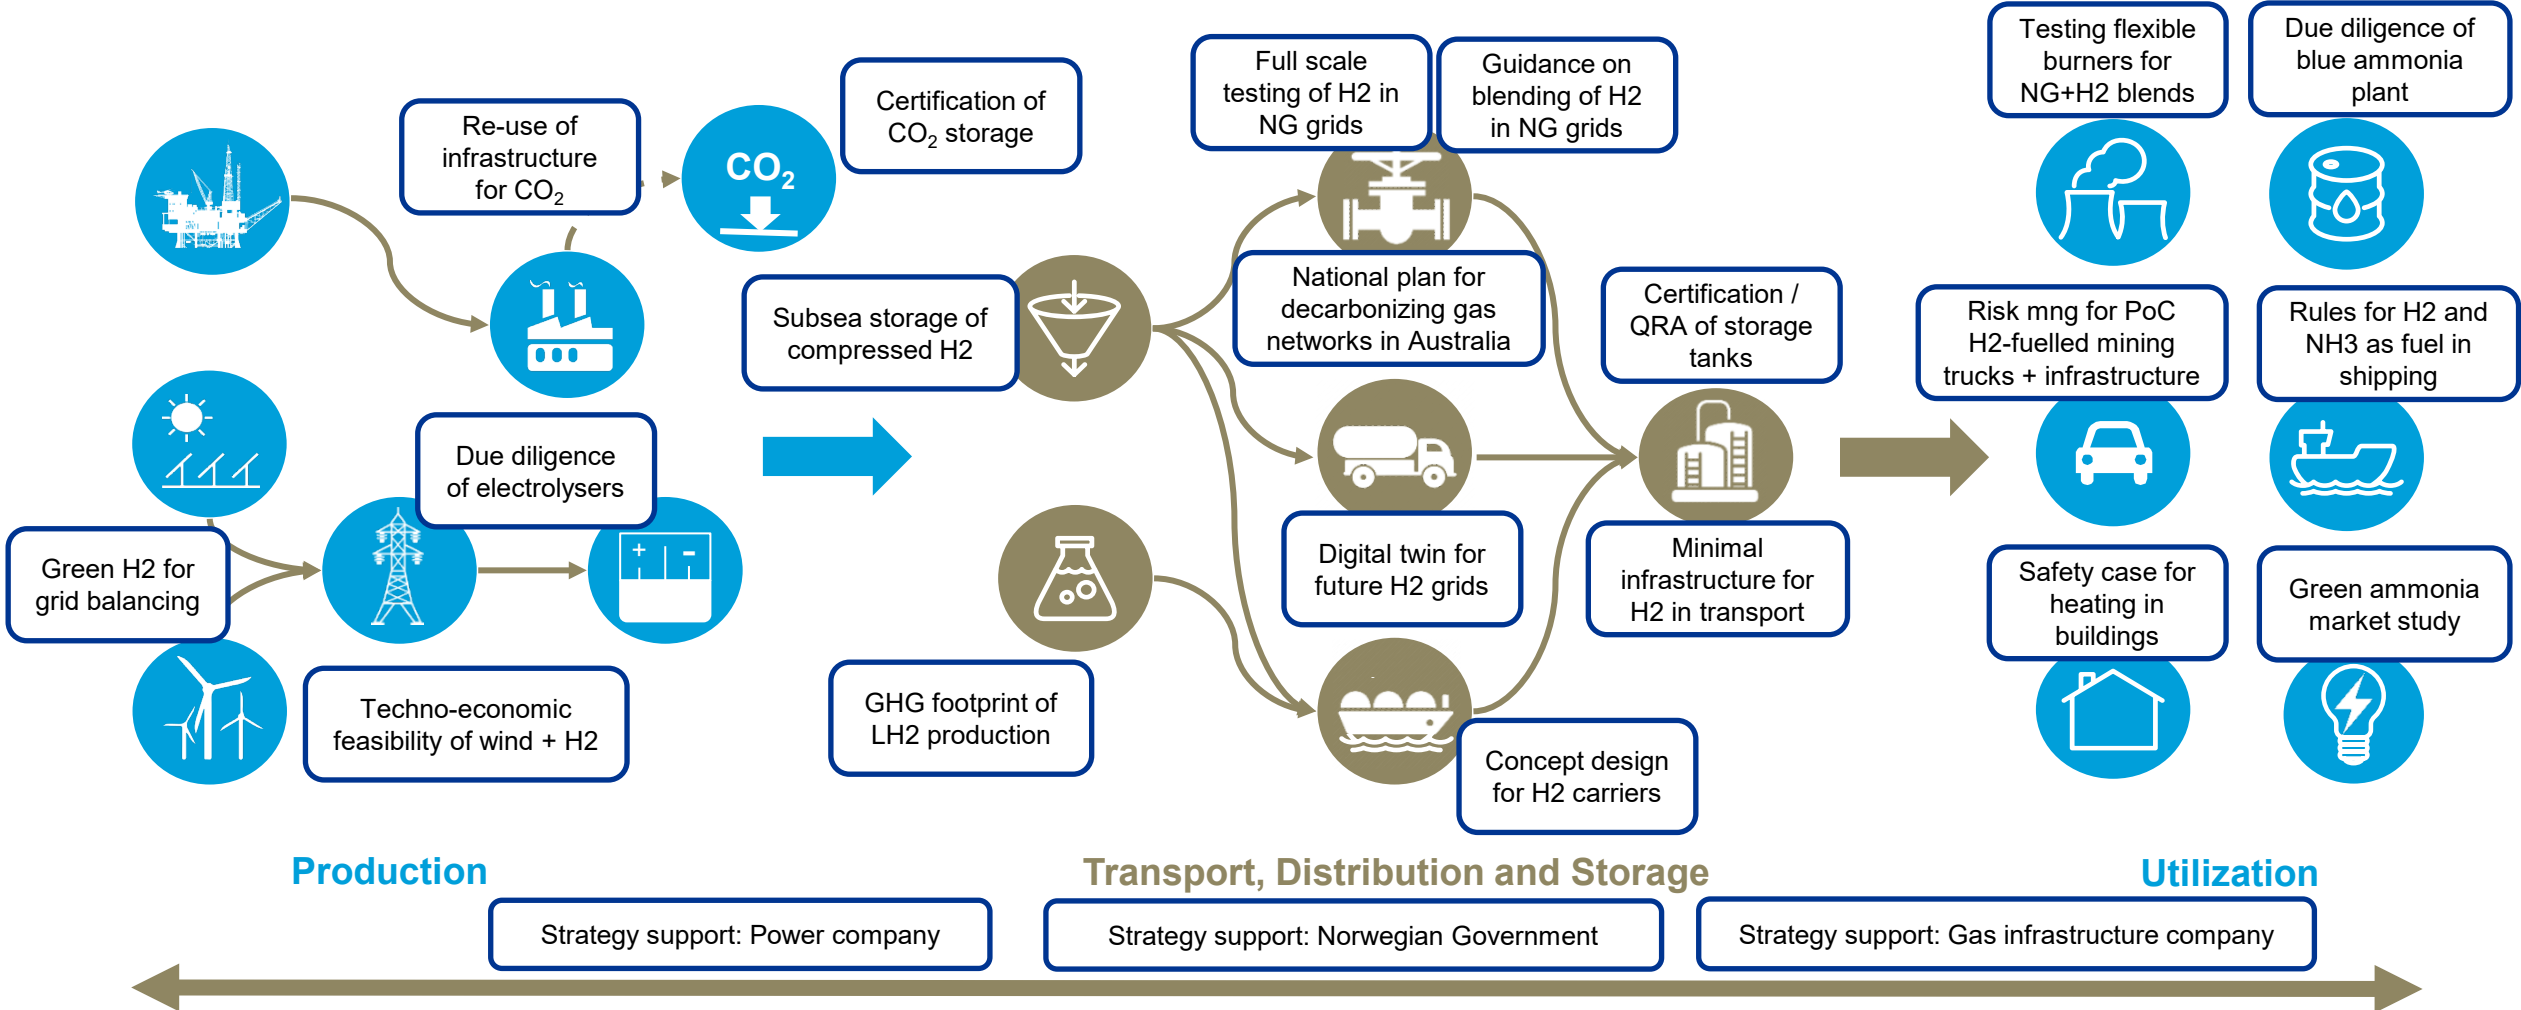 Re-use of
infrastructure
for CO₂
CO₂
Certification of
CO₂ storage
Due diligence
of electrolysers
+ -
Green H2 for
grid balancing
Techno-economic
feasibility of wind + H2
Subsea storage of
compressed H2
GHG footprint of
LH2 production
Full scale
testing of H2 in
NG grids
Guidance on
blending of H2
in NG grids
National plan for
decarbonizing gas
networks in Australia
Certification /
QRA of storage
tanks
Digital twin for
future H2 grids
Minimal
infrastructure for
H2 in transport
Concept design
for H2 carriers
Testing flexible
burners for
NG+H2 blends
Due diligence of
blue ammonia
plant
Risk mng for PoC
H2-fuelled mining
trucks + infrastructure
Rules for H2 and
NH3 as fuel in
shipping
Safety case for
heating in
buildings
Green ammonia
market study
Production
Transport, Distribution and Storage
Utilization
Strategy support: Power company
Strategy support: Norwegian Government
Strategy support: Gas infrastructure company